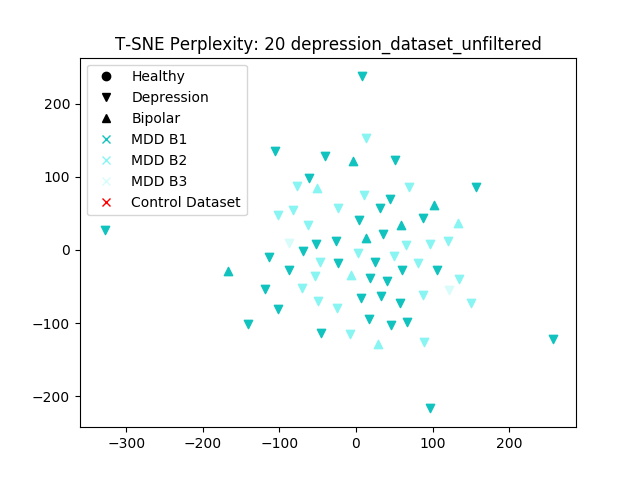 T-SNE Perplexity: 20 depression_dataset_unfiltered
Healthy
Depression
Bipolar
MDD B1
MDD B2
MDD B3
Control Dataset
200
100
0
−100
−200
−300
−200
−100
0
100
200